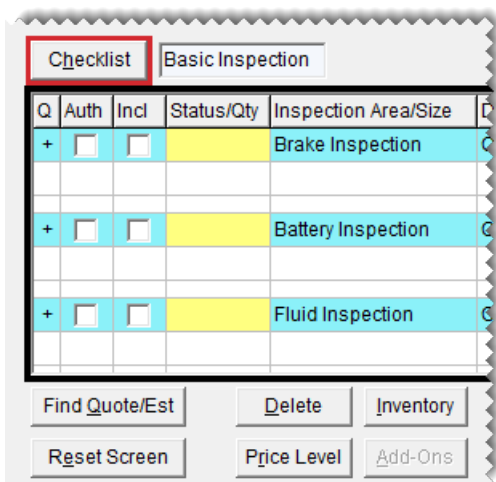 Checklist Basic Inspection
Q Auth Incl Status/Qty Inspection Area/Size
+ Brake Inspection
+ Battery Inspection
+ Fluid Inspection
Find Quote/Est Delete Inventory
Reset Screen Price Level Add-Ons